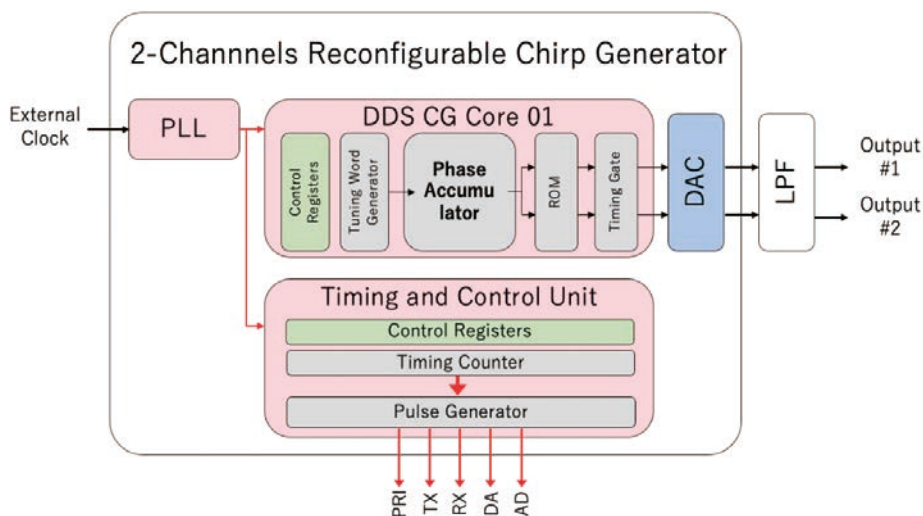 2-Channnels Reconfigurable Chirp Generator
External
Clock
PLL
DDS CG Core 01
Control
Registers
Tuning Word
Generator
Phase
Accumu
lator
ROM
Timing Gate
DAC
LPF
Output
#1
Output
#2
Timing and Control Unit
Control Registers
Timing Counter
Pulse Generator
PRI
TX
RX
DA
AD